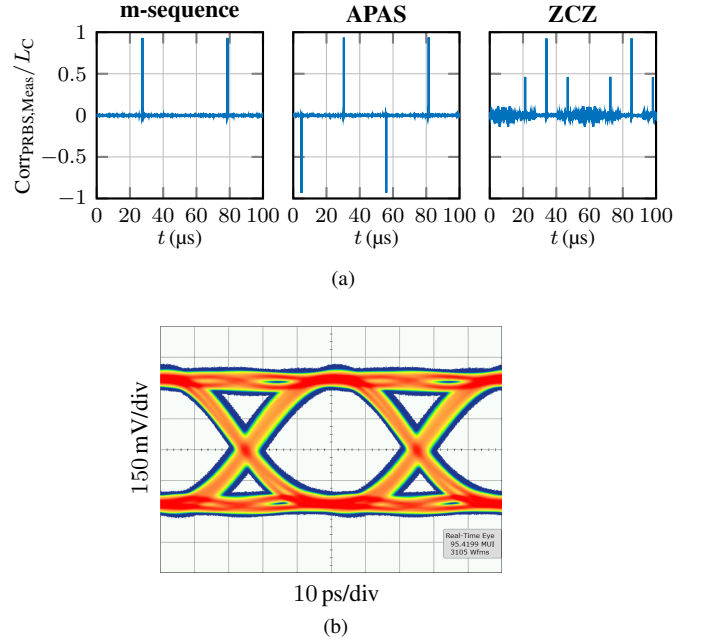 m-sequence APAS ZCZ
Corr_PRBS,Meas / L_C
1
0.5
0
−0.5
−1
0 20 40 60 80 100 0 20 40 60 80 100 0 20 40 60 80 100
t (µs) t (µs) t (µs)
(a)
150 mV/div
Real-Time Eye
95.4199 MUI
3105 Wfms
10 ps/div
(b)